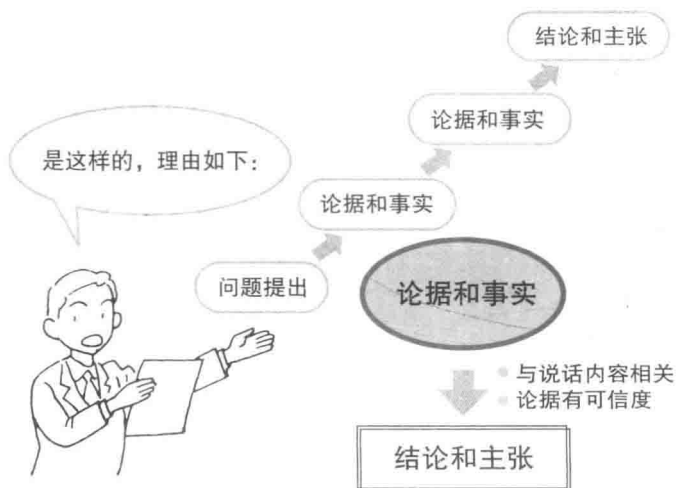 结论和主张
论据和事实
是这样的，理由如下：
论据和事实
问题提出
论据和事实
与说话内容相关
论据有可信度
结论和主张